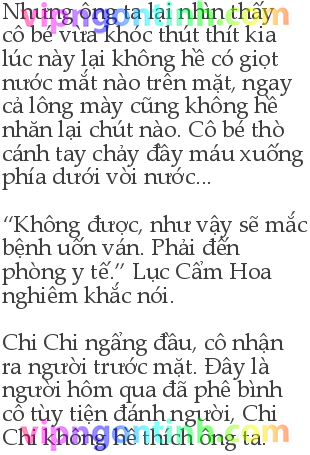 Nhưng ông ta lại nhìn thấy
cô bé vừa khóc thút thít kia
lúc này lại không hề có giọt
nước mắt nào trên mặt, ngay
cả lông mày cũng không hề
nhăn lại chút nào. Cô bé thò
cánh tay chảy đầy máu xuống
phía dưới vòi nước...
“Không được, như vậy sẽ mắc
bệnh uốn ván. Phải đến
phòng y tế.” Lục Cẩm Hoa
nghiêm khắc nói.
Chi Chi ngẩng đầu, cô nhận
ra người trước mặt. Đây là
người hôm qua đã phê bình
cô tùy tiện đánh người, Chi
Chi không hề thích ông ta.
vipngontinh.com
vipngontinh.com